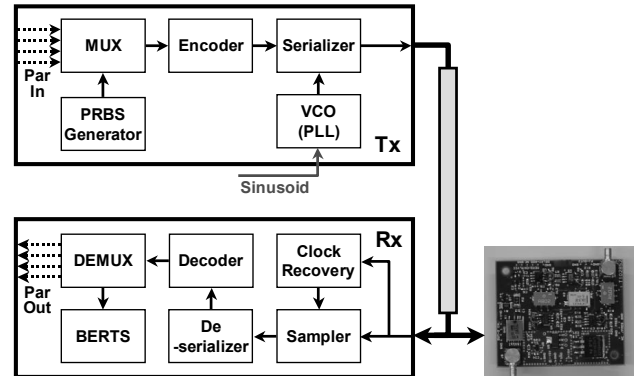 MUX
Encoder
Serializer
Par
In
PRBS
Generator
VCO
(PLL)
Tx
Sinusoid
Rx
DEMUX
Decoder
Clock
Recovery
Par
Out
BERTS
De
-serializer
Sampler